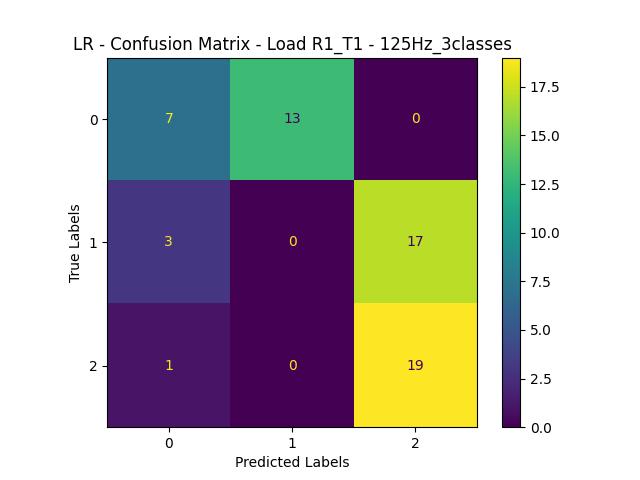 LR - Confusion Matrix - Load R1_T1 - 125Hz_3classes
True Labels
0
7 13 0
1
3 0 17
2
1 0 19
0 1 2
Predicted Labels
17.5
15.0
12.5
10.0
7.5
5.0
2.5
0.0